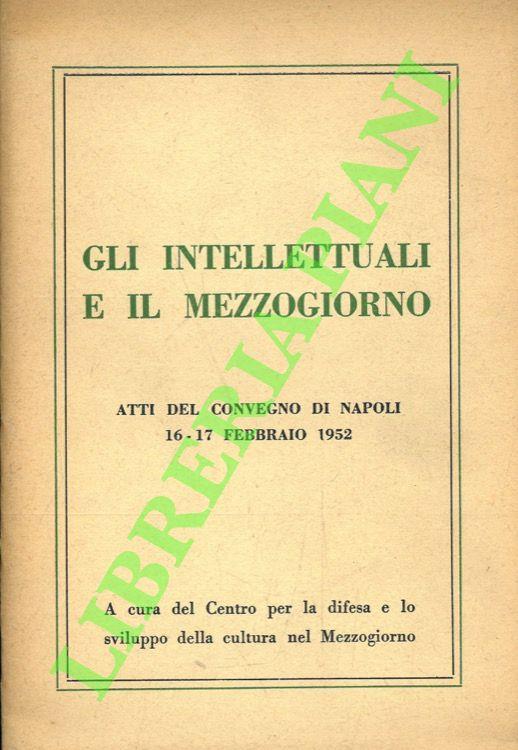 GLI INTELLETTUALI
E IL MEZZOGIORNO
ATTI DEL CONVEGNO DI NAPOLI
16-17 FEBBRAIO 1952
A cura del Centro per la difesa e lo
sviluppo della cultura nel Mezzogiorno
LIBRERIA PIANI